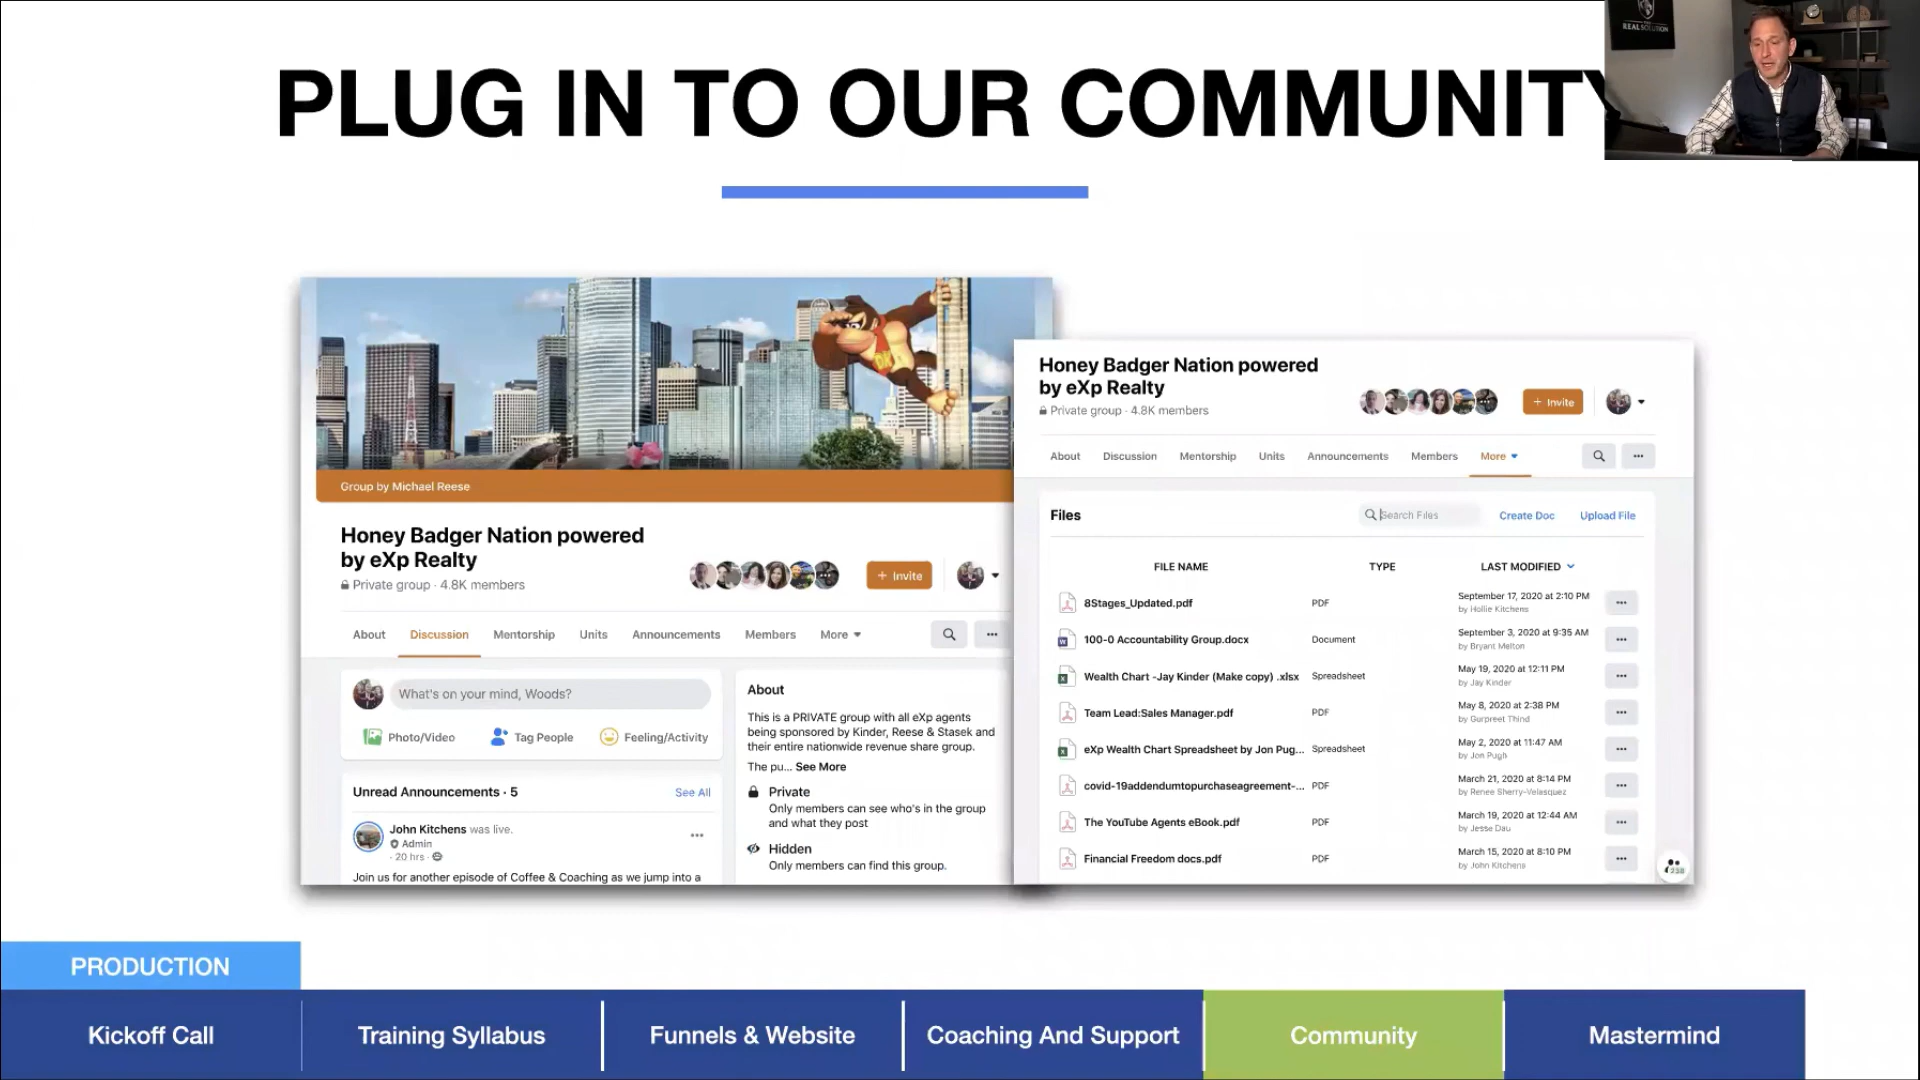 PLUG IN TO OUR COMMUNITY
REAL SOLUTION
Group by Michael Reese
Honey Badger Nation powered
by eXp Realty
Private group · 4.8K members
+ Invite
About
Discussion
Mentorship
Units
Announcements
Members
More
What's on your mind, Woods?
Photo/Video
Tag People
Feeling/Activity
Unread Announcements · 5
See All
John Kitchens was live.
Admin
· 20 hrs ·
Join us for another episode of Coffee & Coaching as we jump into a
About
This is a PRIVATE group with all eXp agents
being sponsored by Kinder, Reese & Stasek and
their entire nationwide revenue share group.
The pu... See More
Private
Only members can see who's in the group
and what they post
Hidden
Only members can find this group.
Honey Badger Nation powered
by eXp Realty
Private group · 4.8K members
+ Invite
About
Discussion
Mentorship
Units
Announcements
Members
More
Files
Search Files
Create Doc
Upload File
FILE NAME
TYPE
LAST MODIFIED
8Stages_Updated.pdf
PDF
September 17, 2020 at 2:10 PM
by Hollie Kitchens
100-0 Accountability Group.docx
Document
September 3, 2020 at 9:35 AM
by Bryant Melton
Wealth Chart -Jay Kinder (Make copy) .xlsx
Spreadsheet
May 19, 2020 at 12:11 PM
by Jay Kinder
Team Lead:Sales Manager.pdf
PDF
May 8, 2020 at 2:38 PM
by Gurpreet Thind
eXp Wealth Chart Spreadsheet by Jon Pug...
Spreadsheet
May 2, 2020 at 11:47 AM
by Jon Pugh
covid-19addendumtopurchaseagreement-...
PDF
March 21, 2020 at 8:14 PM
by Renee Sherry-Velasquez
The YouTube Agents eBook.pdf
PDF
March 19, 2020 at 12:44 AM
by Jesse Dau
Financial Freedom docs.pdf
PDF
March 15, 2020 at 8:10 PM
by John Kitchens
238
PRODUCTION
Kickoff Call
Training Syllabus
Funnels & Website
Coaching And Support
Community
Mastermind